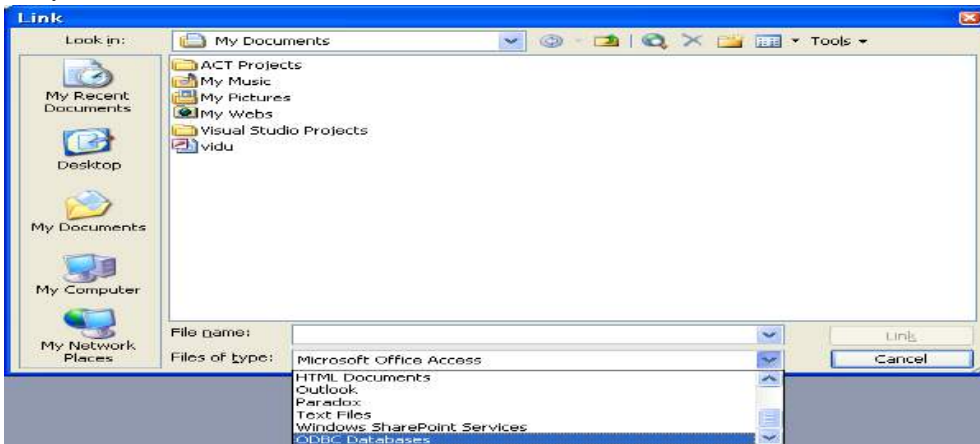 Link
Look in:
My Documents
Tools
ACT Projects
My Music
My Pictures
My Webs
Visual Studio Projects
vidu
My Recent
Documents
Desktop
My Documents
My Computer
My Network
Places
File name:
Link
Files of type:
Microsoft Office Access
Cancel
HTML Documents
Outlook
Paradox
Text Files
Windows SharePoint Services
ODBC Databases